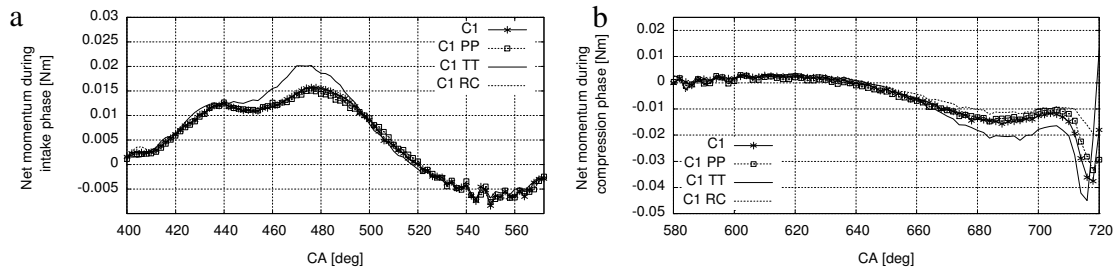 a
0.03
0.025
0.02
0.015
0.01
0.005
0
-0.005
400 420 440 460 480 500 520 540 560
CA [deg]
Net momentum during
intake phase [Nm]
C1
C1 PP
C1 TT
C1 RC
b
0.02
0.01
0
-0.01
-0.02
-0.03
-0.04
-0.05
580 600 620 640 660 680 700 720
CA [deg]
Net momentum during
compression phase [Nm]
C1
C1 PP
C1 TT
C1 RC